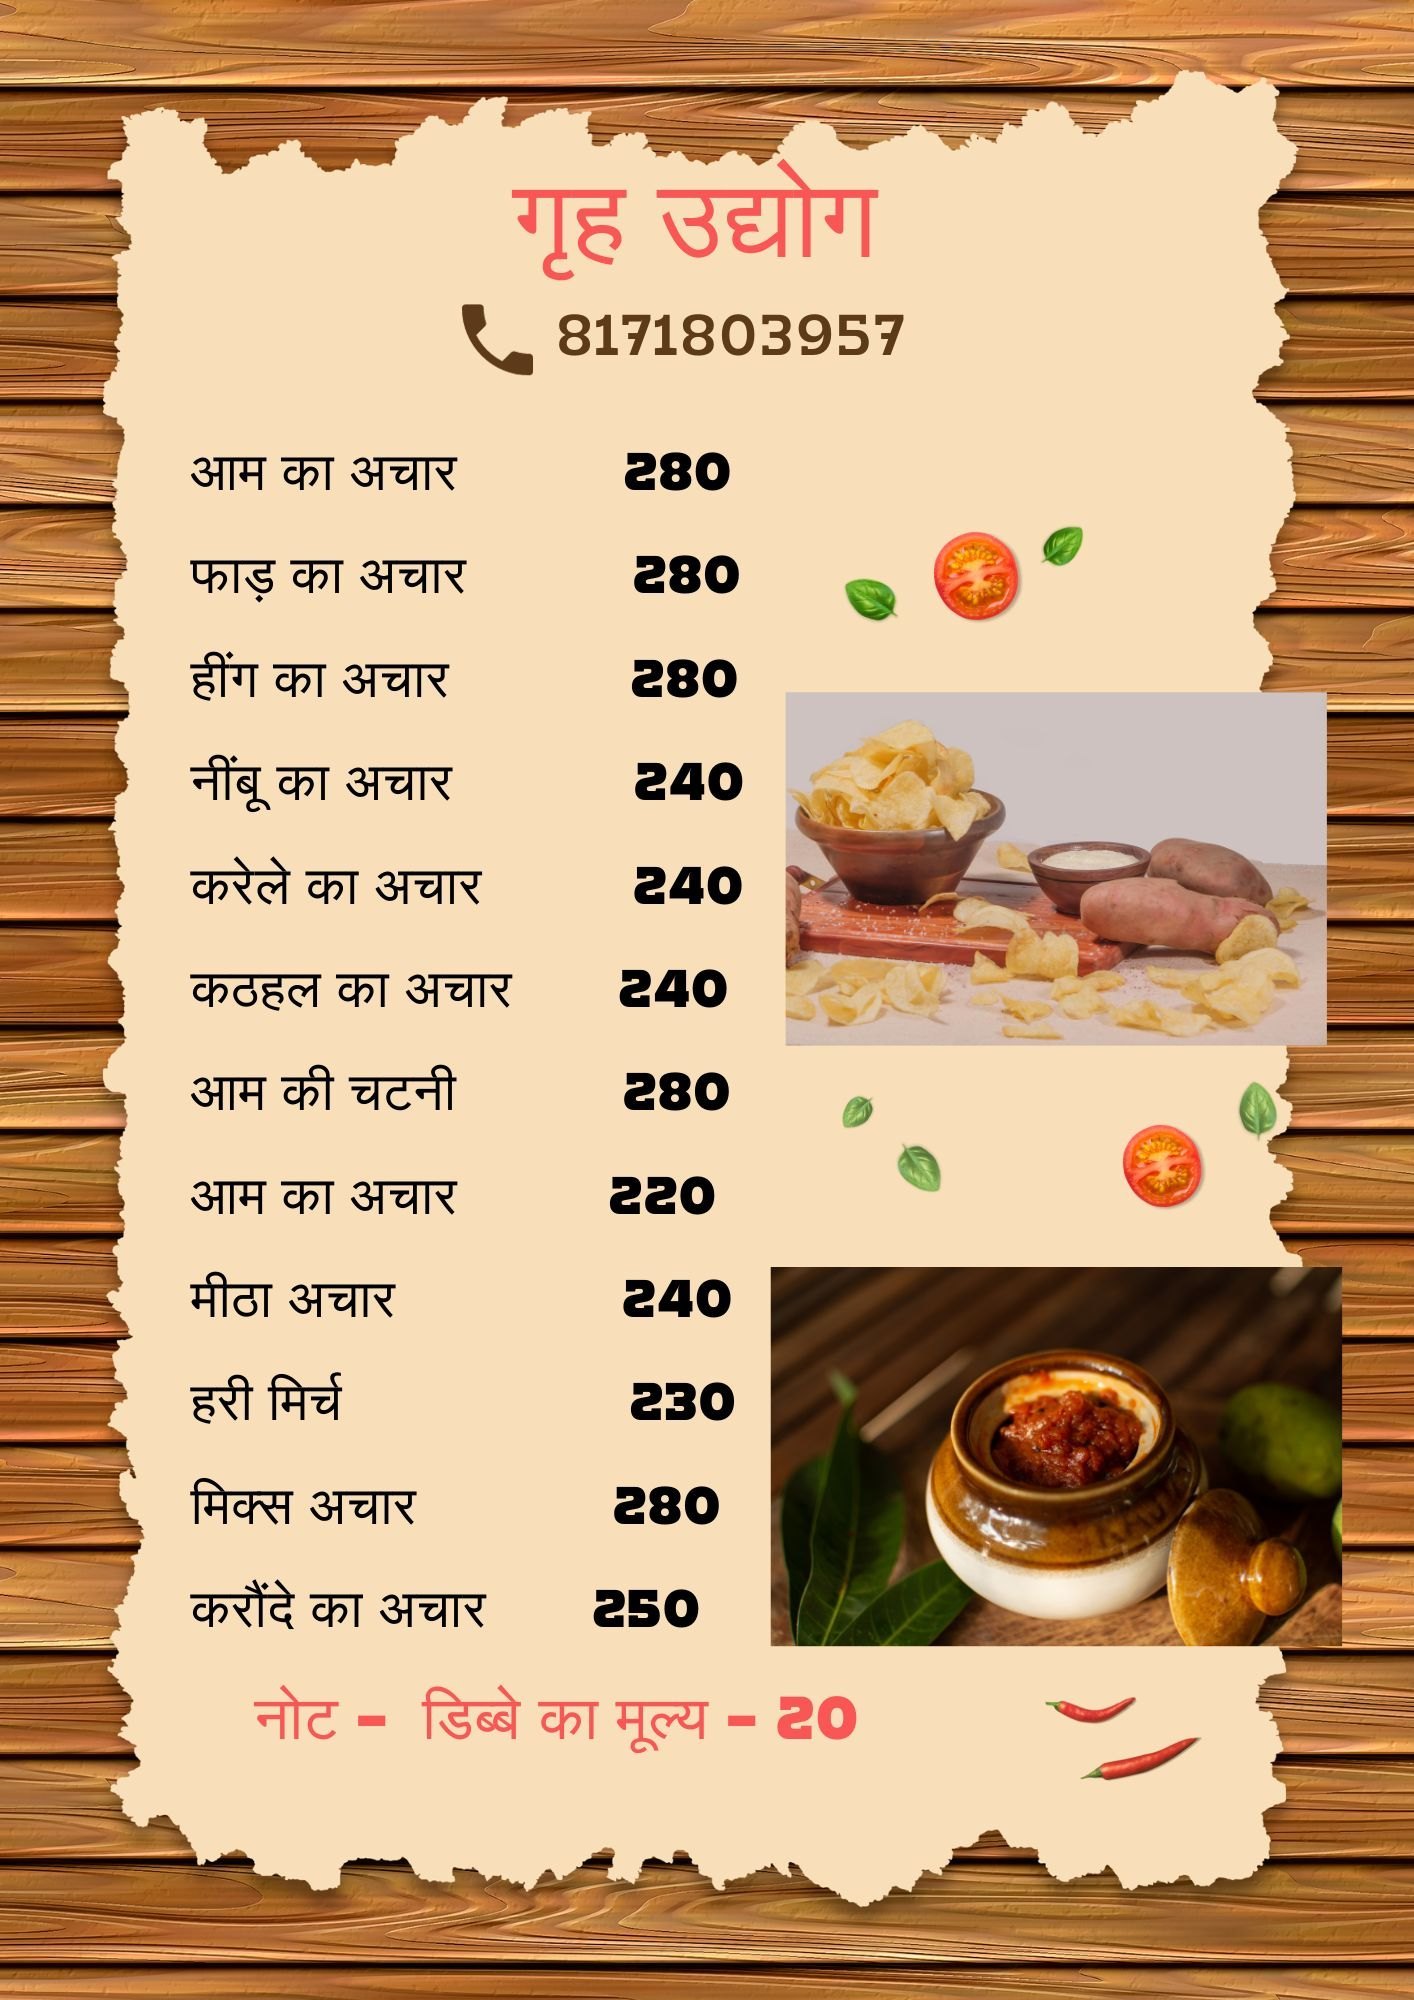 गृह उद्योग
8171803957
आम का अचार 280
फाड़ का अचार 280
हींग का अचार 280
नींबू का अचार 240
करेले का अचार 240
कठहल का अचार 240
आम की चटनी 280
आम का अचार 220
मीठा अचार 240
हरी मिर्च 230
मिक्स अचार 280
करौंदे का अचार 250
नोट - डिब्बे का मूल्य - 20